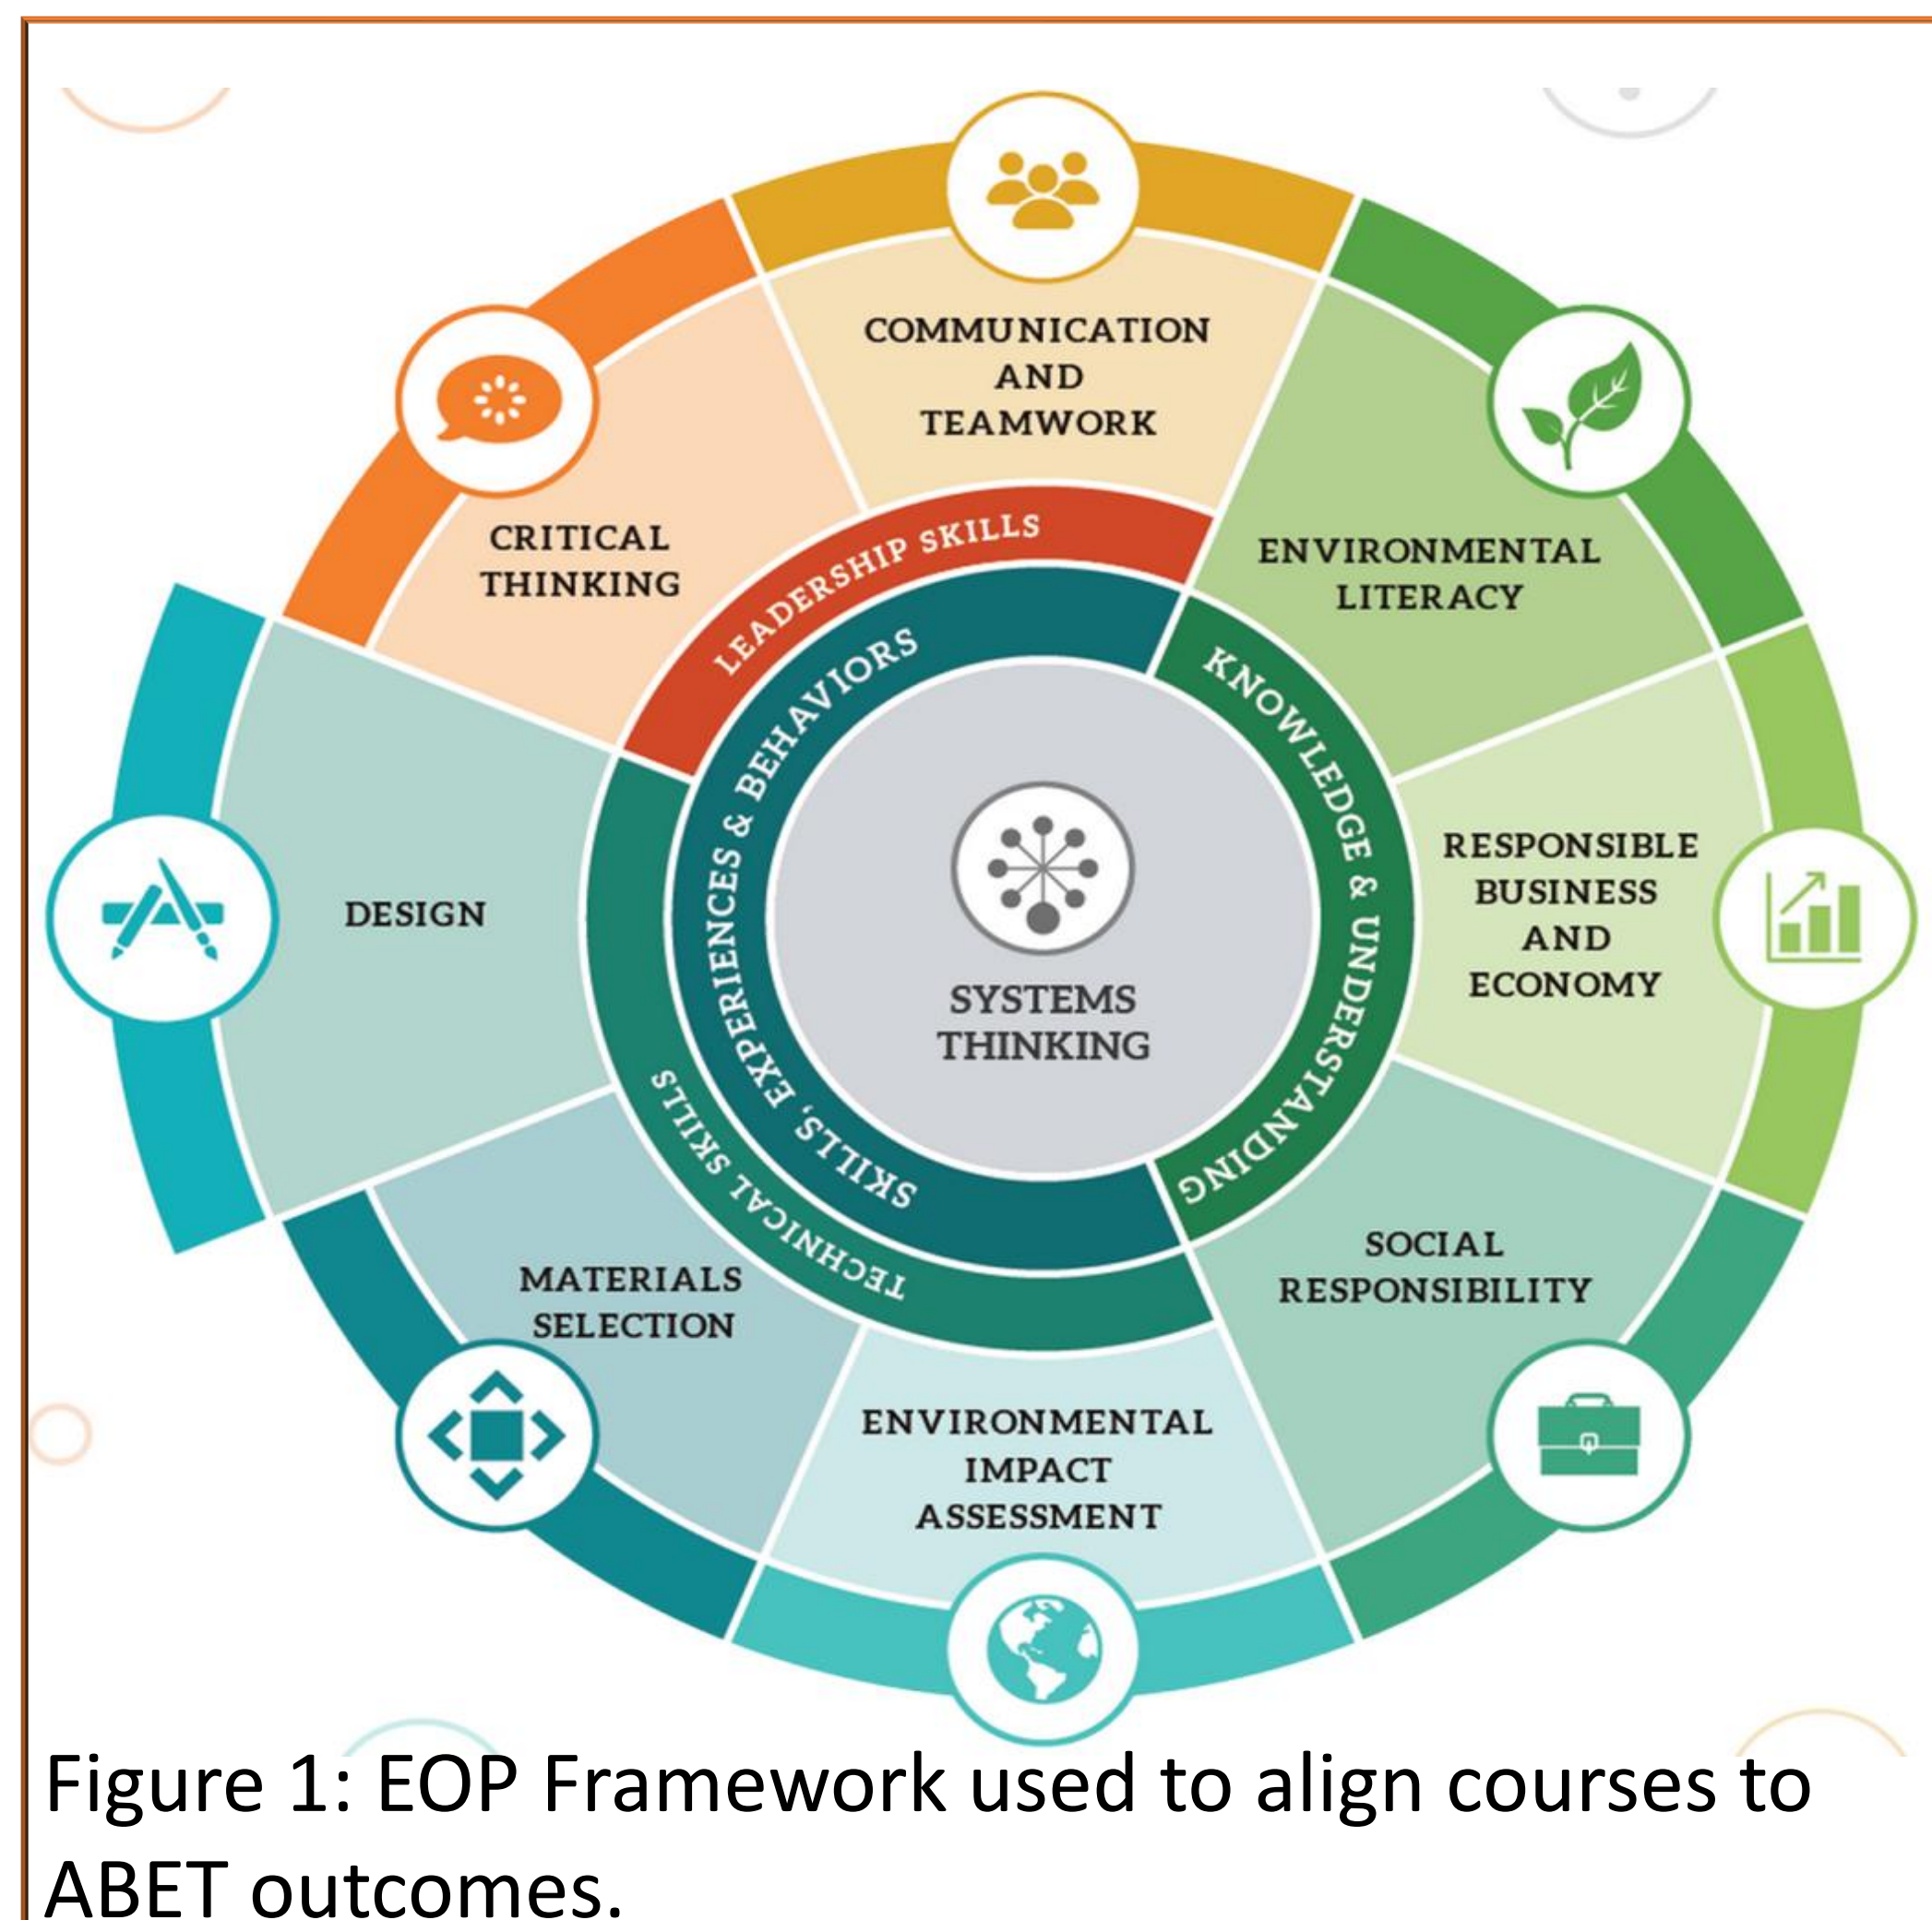 COMMUNICATION
AND
TEAMWORK
CRITICAL
THINKING
ENVIRONMENTAL
LITERACY
LEADERSHIP SKILLS
SKILLS, EXPERIENCES & BEHAVIORS
KNOWLEDGE & UNDERSTANDING
RESPONSIBLE
BUSINESS
AND
ECONOMY
DESIGN
SYSTEMS
THINKING
TECHNICAL SKILLS
SOCIAL
RESPONSIBILITY
MATERIALS
SELECTION
ENVIRONMENTAL
IMPACT
ASSESSMENT
Figure 1: EOP Framework used to align courses to
ABET outcomes.